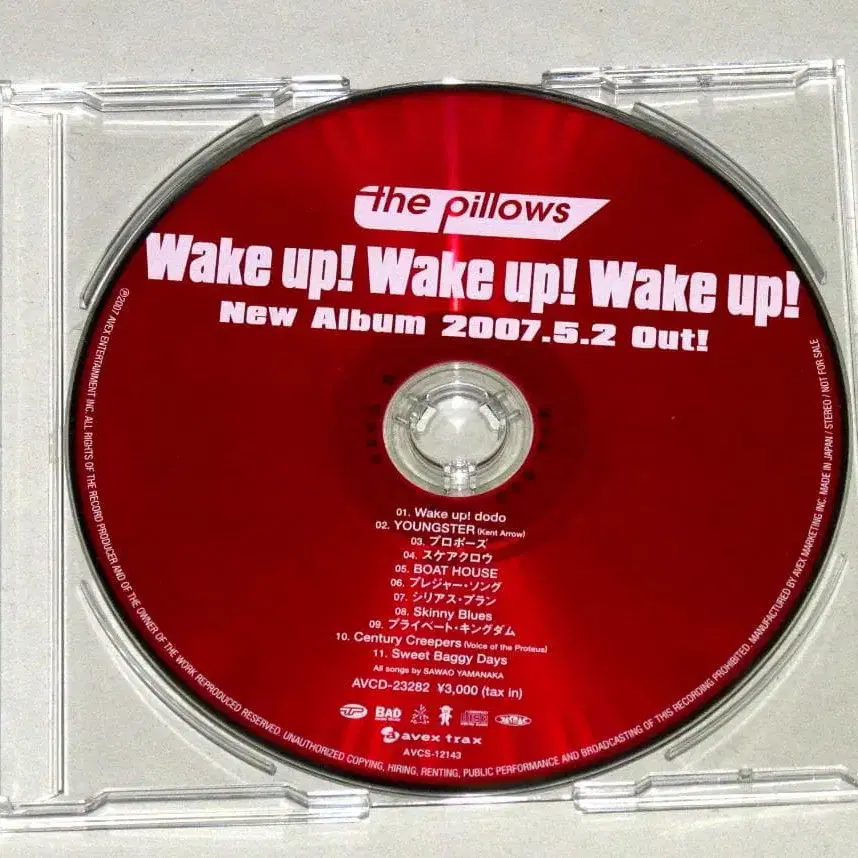 the pillows
Wake up! Wake up! Wake up!
New Album 2007.5.2 Out!
01. Wake up! dodo
02. YOUNGSTER (Kent Arrow)
03. プロポーズ
04. スケアクロウ
05. BOAT HOUSE
06. プレジャー・ソング
07. シリアス・プラン
08. Skinny Blues
09. プライベート・キングダム
10. Century Creepers (Voice of the Proteus)
11. Sweet Baggy Days
All songs by SAWAO YAMANAKA
AVCD-23282 ¥3,000 (tax in)
BAD
avex trax
AVCS-12143
℗2007 AVEX ENTERTAINMENT INC. ALL RIGHTS OF THE RECORD PRODUCER AND OF THE OWNER OF THE WORK REPRODUCED RESERVED. UNAUTHORIZED COPYING, HIRING, RENTING, PUBLIC PERFORMANCE AND BROADCASTING OF THIS RECORDING PROHIBITED. MANUFACTURED BY AVEX MARKETING INC. MADE IN JAPAN / STEREO / NOT FOR SALE